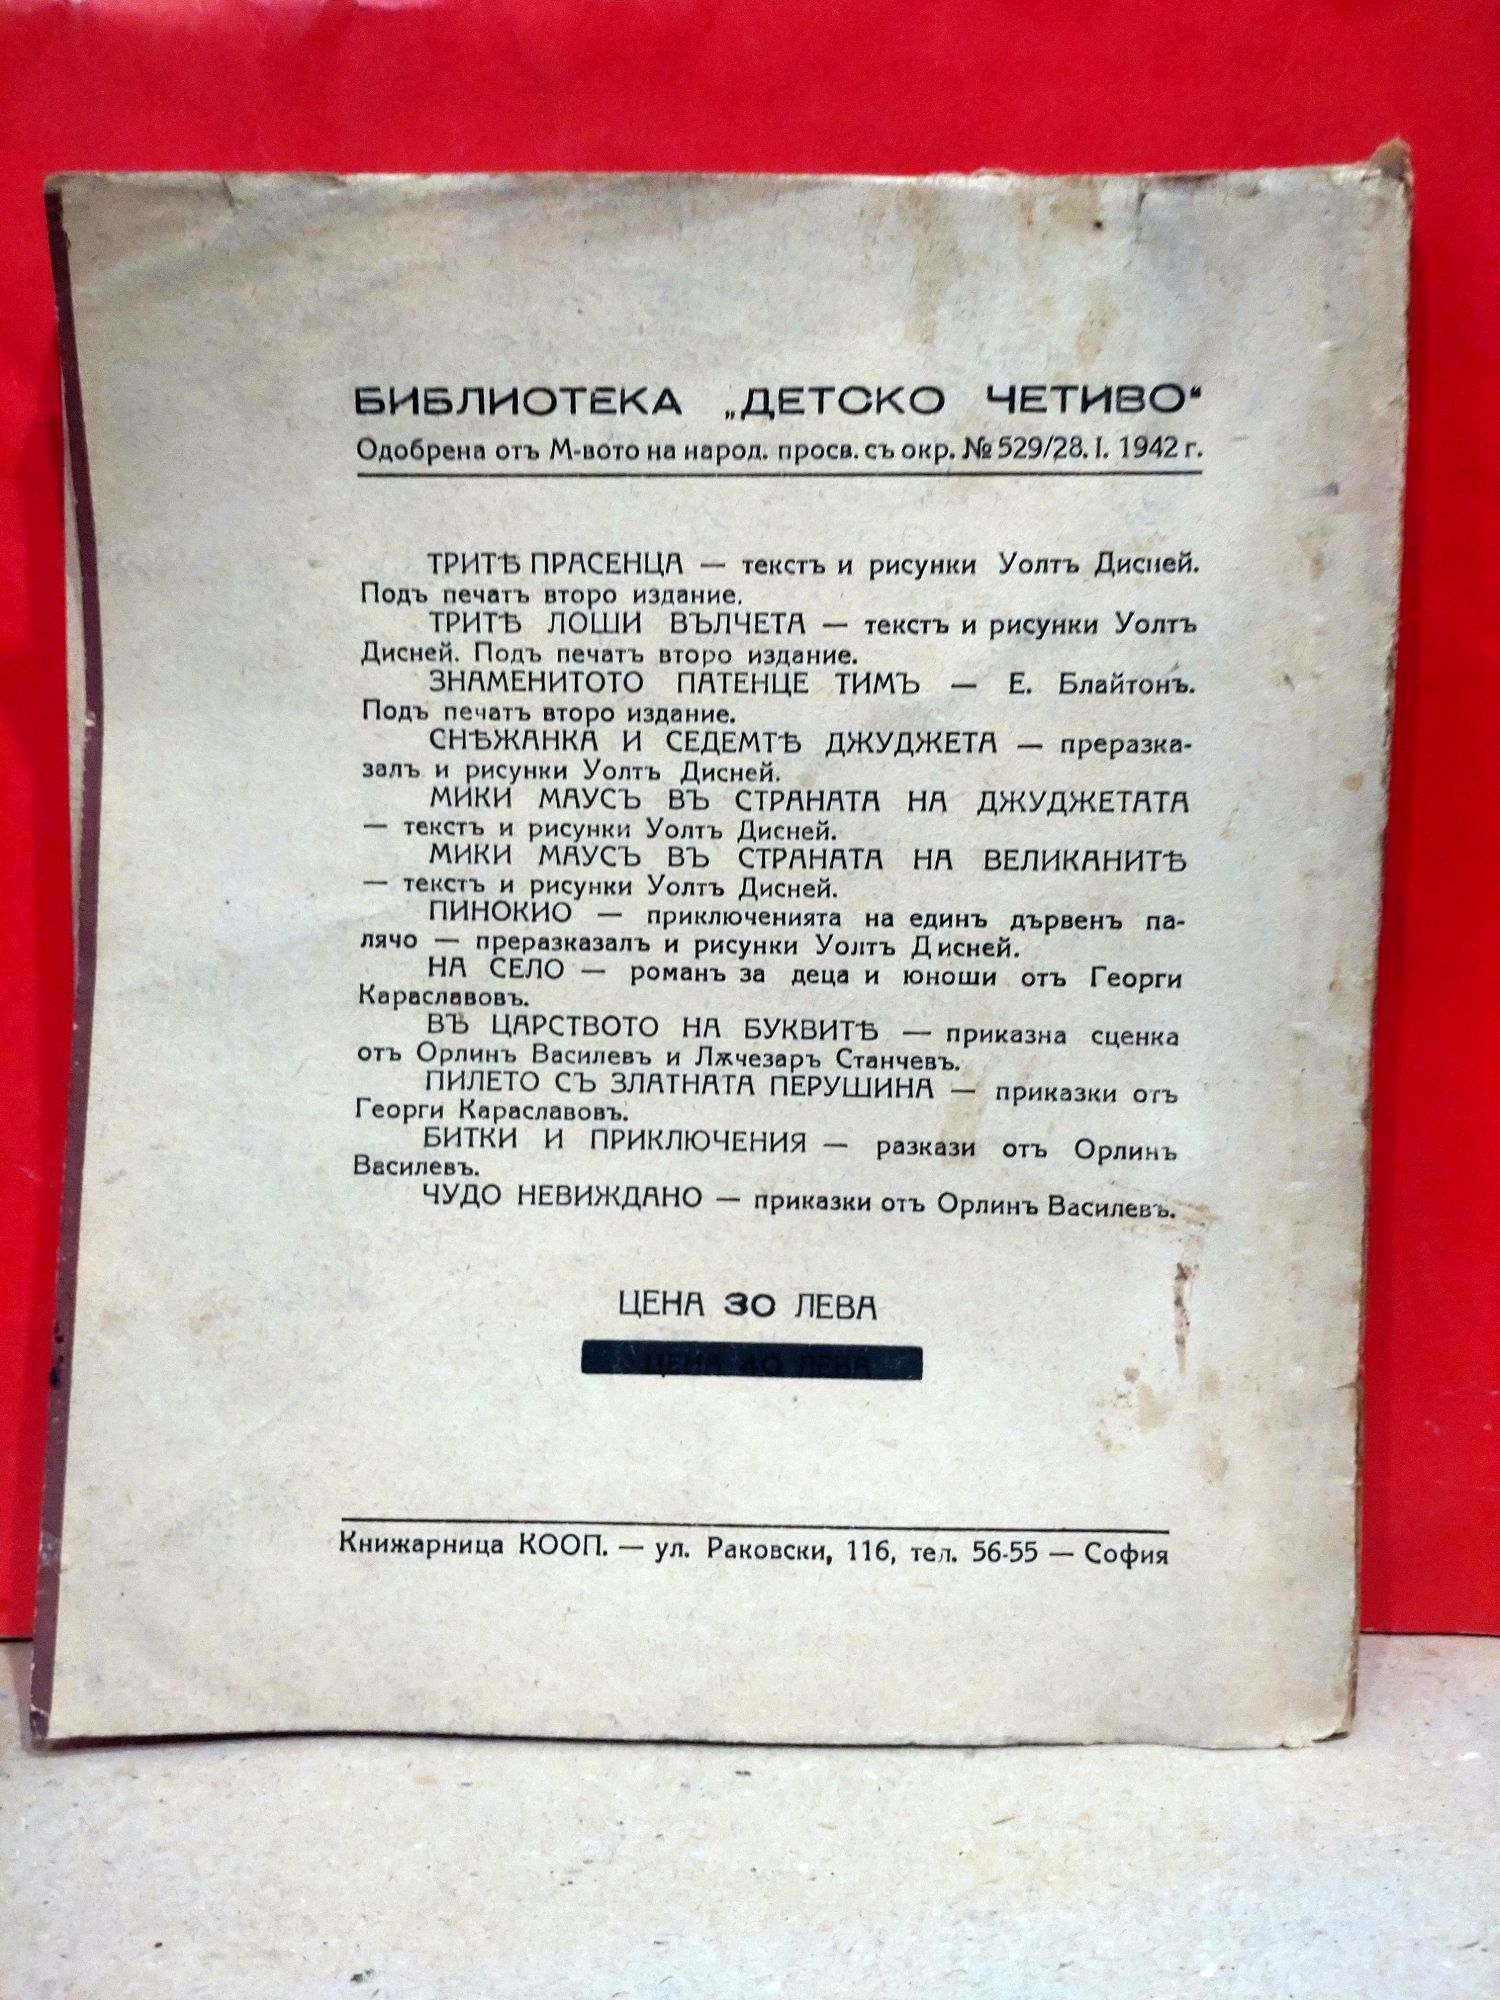 БИБЛИОТЕКА „ДЕТСКО ЧЕТИВО“
Одобрена отъ М-вото на народ. просв. съ окр. № 529/28. I. 1942 г.
ТРИТѢ ПРАСЕНЦА — текстъ и рисунки Уолтъ Дисней.
Подъ печатъ второ издание.
ТРИТѢ ЛОШИ ВЪЛЧЕТА — текстъ и рисунки Уолтъ
Дисней. Подъ печатъ второ издание.
ЗНАМЕНИТОТО ПАТЕНЦЕ ТИМЪ — Е. Блайтонъ.
Подъ печатъ второ издание.
СНѢЖАНКА И СЕДЕМТѢ ДЖУДЖЕТА — преразка-
залъ и рисунки Уолтъ Дисней.
МИКИ МАУСЪ ВЪ СТРАНАТА НА ДЖУДЖЕТАТА
— текстъ и рисунки Уолтъ Дисней.
МИКИ МАУСЪ ВЪ СТРАНАТА НА ВЕЛИКАНИТѢ
— текстъ и рисунки Уолтъ Дисней.
ПИНОКИО — приключенията на единъ дървенъ па-
лячо — преразказалъ и рисунки Уолтъ Дисней.
НА СЕЛО — романъ за деца и юноши отъ Георги
Караславовъ.
ВЪ ЦАРСТВОТО НА БУКВИТѢ — приказна сценка
отъ Орлинъ Василевъ и Лѫчезаръ Станчевъ.
ПИЛЕТО СЪ ЗЛАТНАТА ПЕРУШИНА — приказки отъ
Георги Караславовъ.
БИТКИ И ПРИКЛЮЧЕНИЯ — разкази отъ Орлинъ
Василевъ.
ЧУДО НЕВИЖДАНО — приказки отъ Орлинъ Василевъ.
ЦЕНА 30 ЛЕВА
ЦЕНА 40 ЛЕВА
Книжарница КООП. — ул. Раковски, 116, тел. 56-55 — София